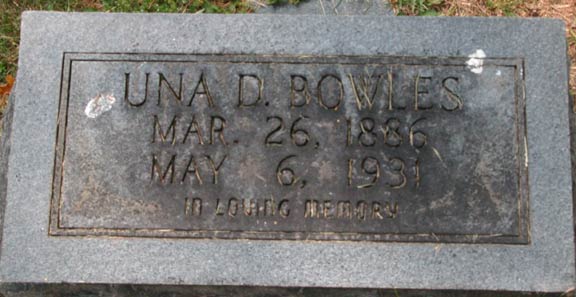 UNA D. BOWLES
MAR. 26, 1886
MAY 6, 1931
IN LOVING MEMORY